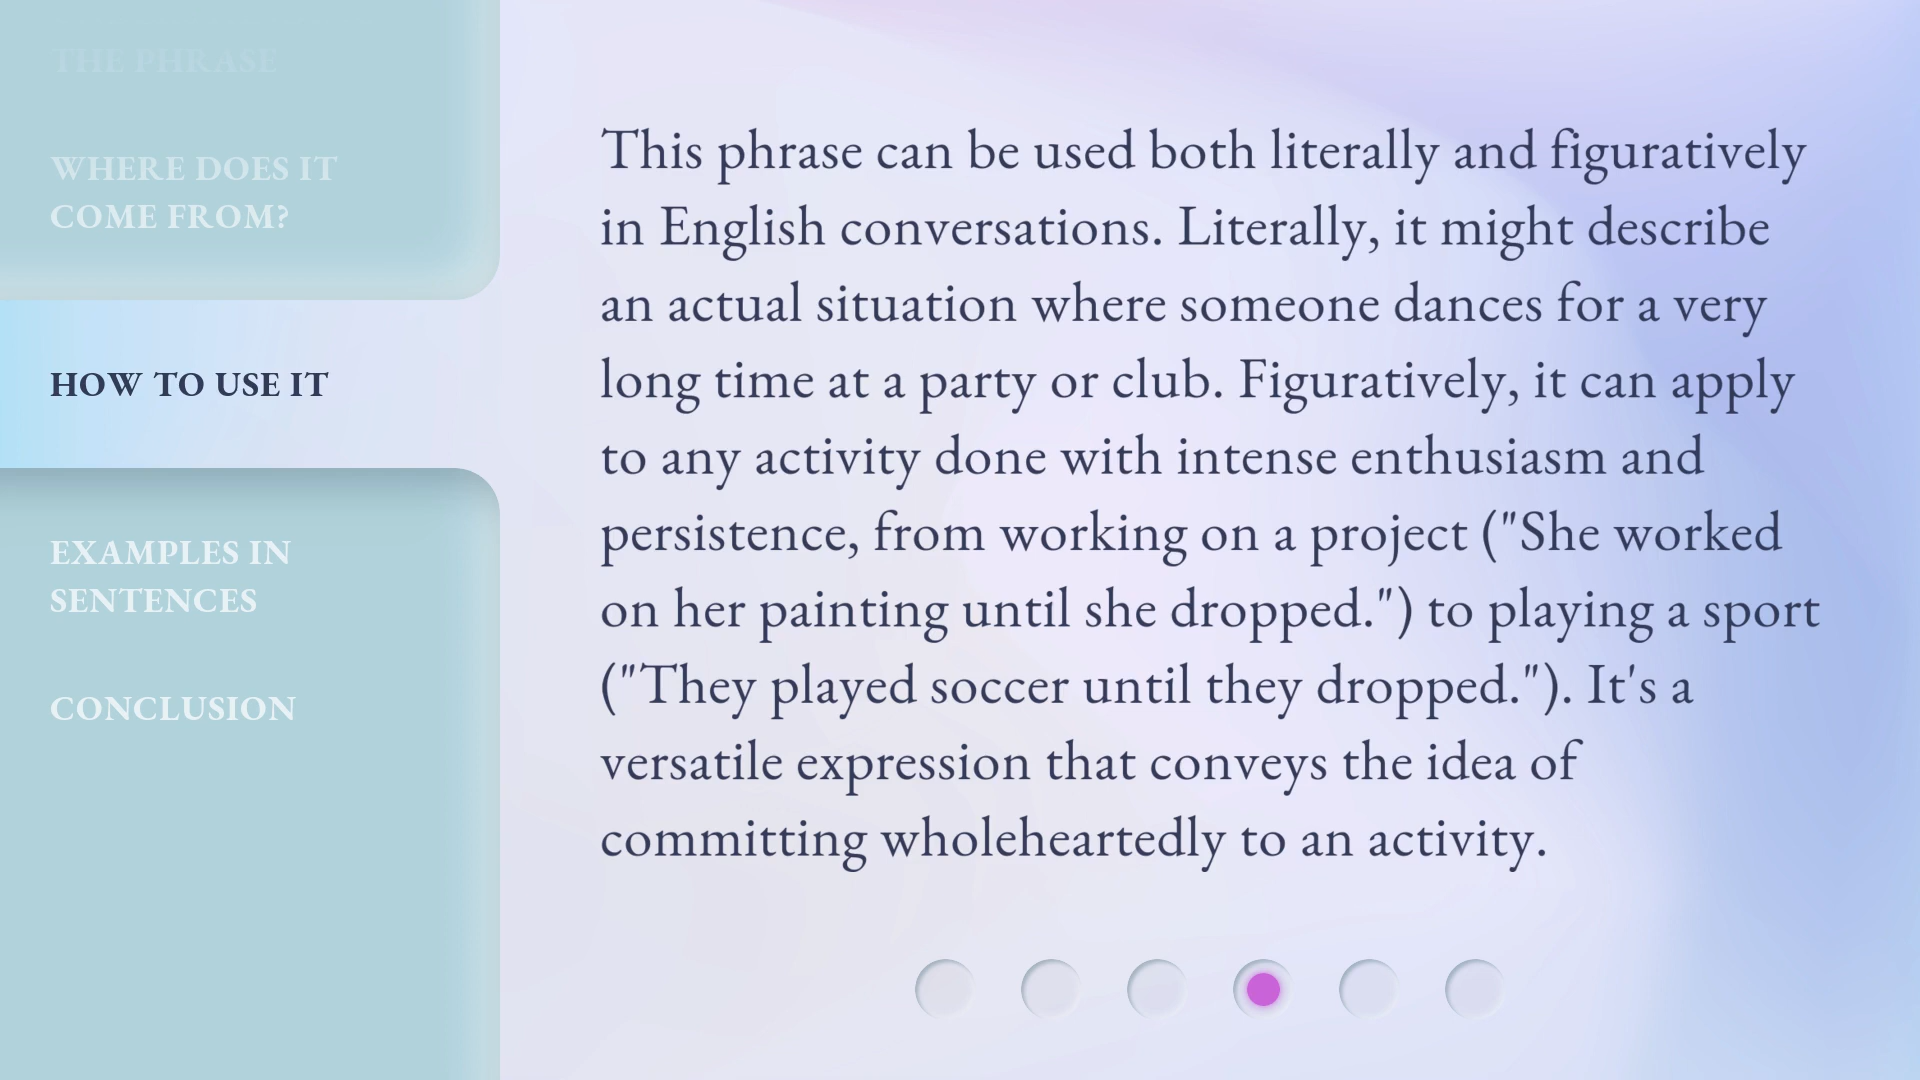 THE PHRASE
WHERE DOES IT
COME FROM?
HOW TO USE IT
EXAMPLES IN
SENTENCES
CONCLUSION
This phrase can be used both literally and figuratively
in English conversations. Literally, it might describe
an actual situation where someone dances for a very
long time at a party or club. Figuratively, it can apply
to any activity done with intense enthusiasm and
persistence, from working on a project ("She worked
on her painting until she dropped.") to playing a sport
("They played soccer until they dropped."). It's a
versatile expression that conveys the idea of
committing wholeheartedly to an activity.